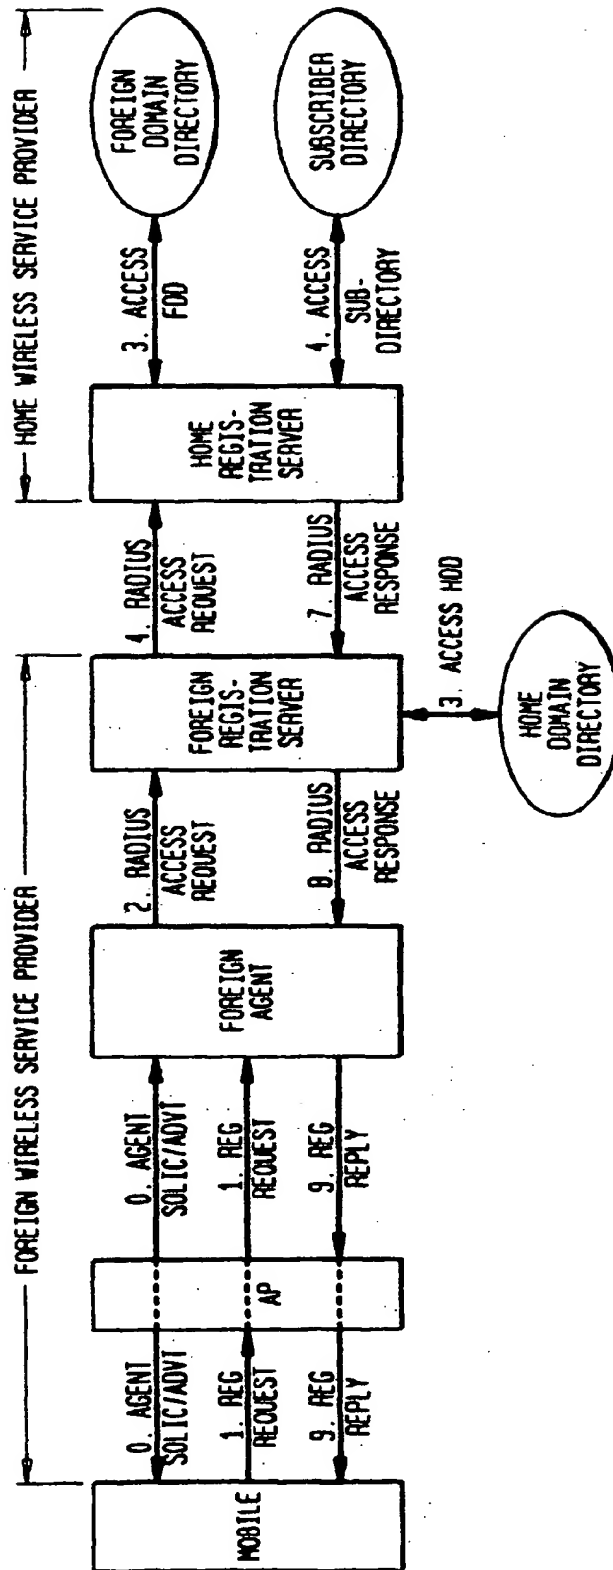 FOREIGN WIRELESS SERVICE PROVIDER
HOME WIRELESS SERVICE PROVIDER
MOBILE
0. AGENT
SOLIC/ADVT
1. REG
REQUEST
9. REG
REPLY
AP
0. AGENT
SOLIC/ADVT
1. REG
REQUEST
9. REG
REPLY
FOREIGN
AGENT
2. RADIUS
ACCESS
REQUEST
8. RADIUS
ACCESS
RESPONSE
FOREIGN
REGIS-
TRATION
SERVER
3. ACCESS HDD
HOME
DOMAIN
DIRECTORY
4. RADIUS
ACCESS
REQUEST
7. RADIUS
ACCESS
RESPONSE
HOME
REGIS-
TRATION
SERVER
3. ACCESS
FDD
4. ACCESS
SUB-
DIRECTORY
FOREIGN
DOMAIN
DIRECTORY
SUBSCRIBER
DIRECTORY